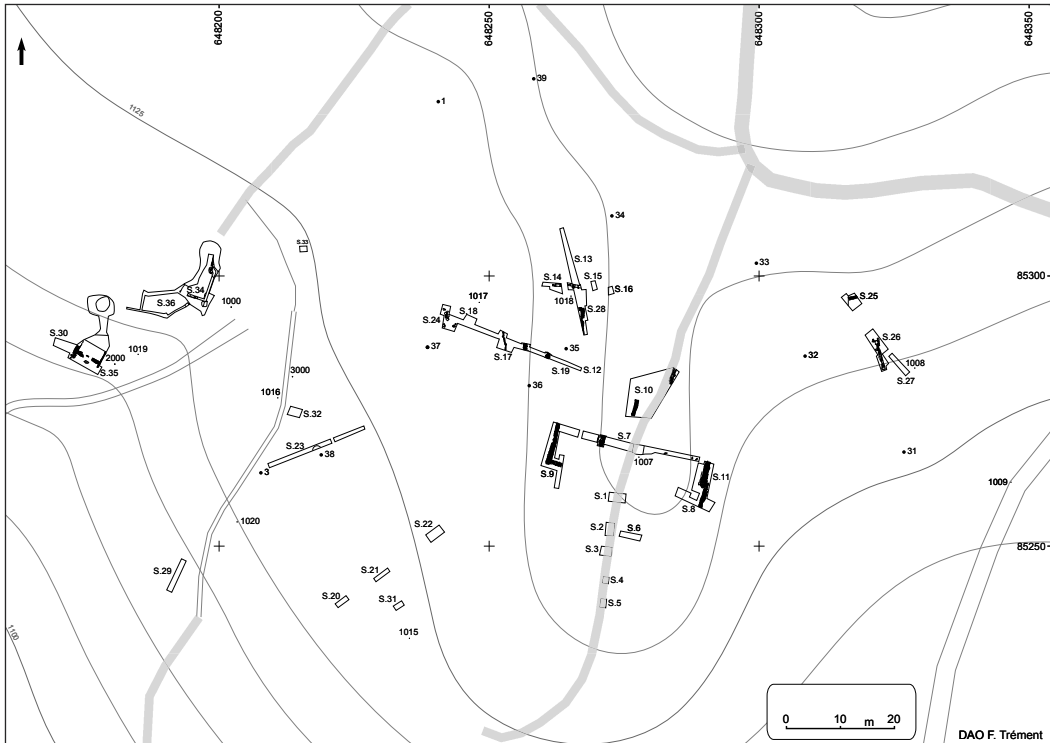 648200
648250
648300
648350
39
1
1125
34
S.33
33
S.13
85300
S.14
S.15
S.16
S.34
S.36
1017
1018
1000
S.25
S.18
S.28
S.24
S.30
S.26
1019
37
S.17
35
2000
32
1008
S.35
S.19
S.12
S.27
3000
36
1016
S.10
S.32
S.7
S.23
38
31
1007
3
S.9
S.11
1009
S.1
S.8
1020
S.22
S.2
S.6
S.3
85250
S.29
S.21
S.4
S.20
S.31
S.5
1100
1015
0 10 m 20
DAO F. Trément